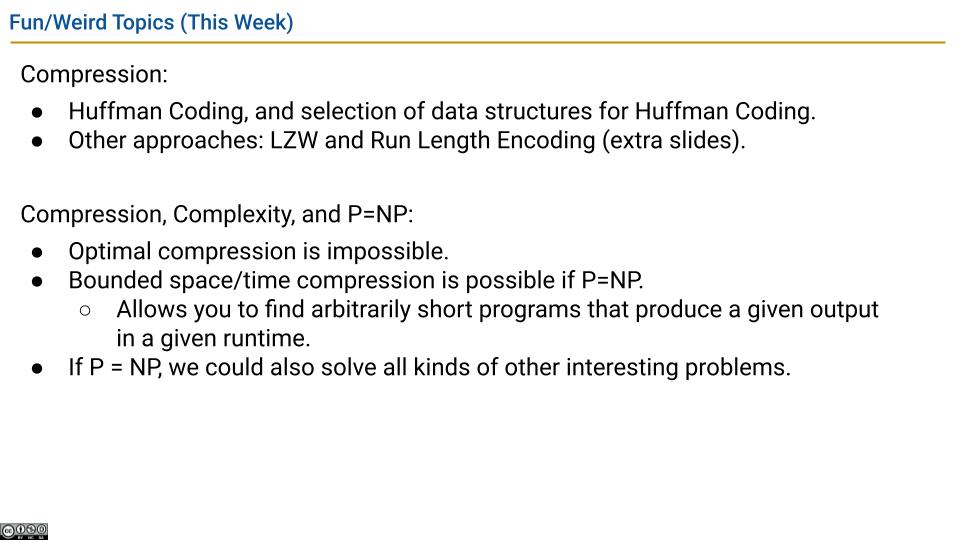 Fun/Weird Topics (This Week)
Compression:
● Huffman Coding, and selection of data structures for Huffman Coding.
● Other approaches: LZW and Run Length Encoding (extra slides).
Compression, Complexity, and P=NP:
● Optimal compression is impossible.
● Bounded space/time compression is possible if P=NP.
○ Allows you to find arbitrarily short programs that produce a given output
in a given runtime.
● If P = NP, we could also solve all kinds of other interesting problems.
CC
BY NC SA